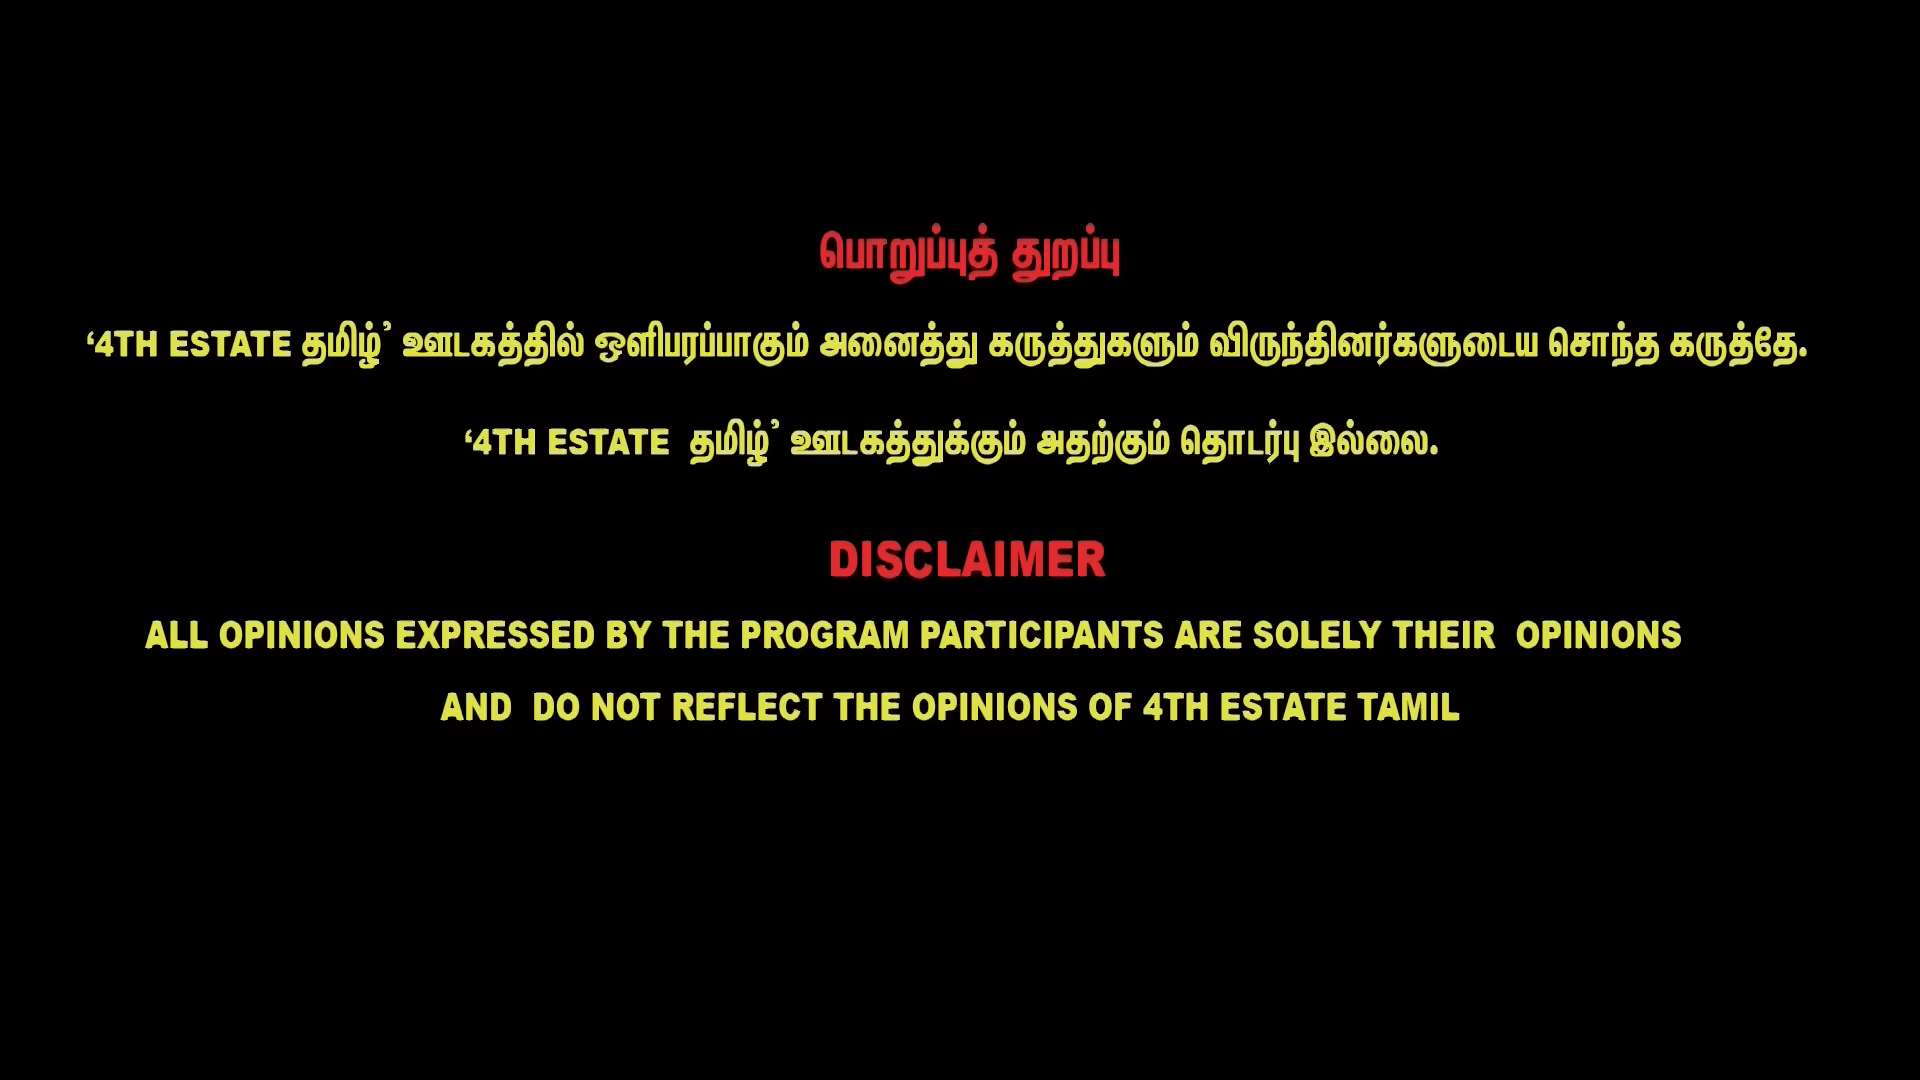 பொறுப்புத் துறப்பு
‘4TH ESTATE தமிழ்’ ஊடகத்தில் ஒளிபரப்பாகும் அனைத்து கருத்துகளும் விருந்தினர்களுடைய சொந்த கருத்தே.
‘4TH ESTATE தமிழ்’ ஊடகத்துக்கும் அதற்கும் தொடர்பு இல்லை.
DISCLAIMER
ALL OPINIONS EXPRESSED BY THE PROGRAM PARTICIPANTS ARE SOLELY THEIR OPINIONS
AND DO NOT REFLECT THE OPINIONS OF 4TH ESTATE TAMIL